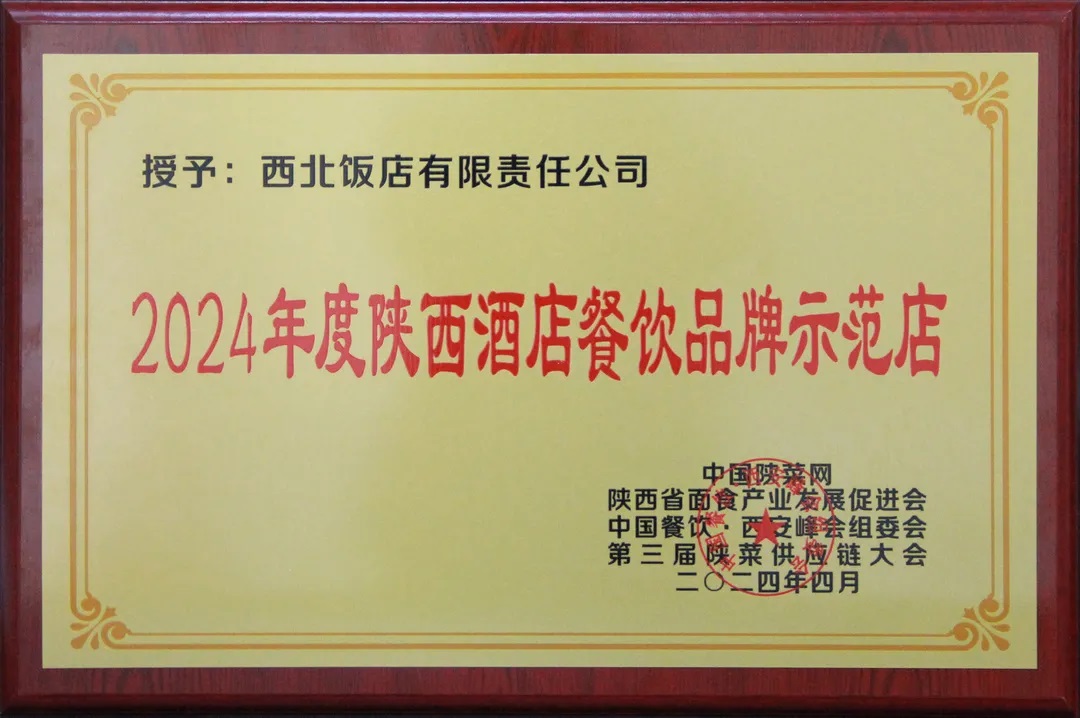 授予：西北饭店有限责任公司
2024年度陕西酒店餐饮品牌示范店
中国陕菜网
陕西省面食产业发展促进会
中国餐饮·西安峰会组委会
第三届陕菜供应链大会
二〇二四年四月